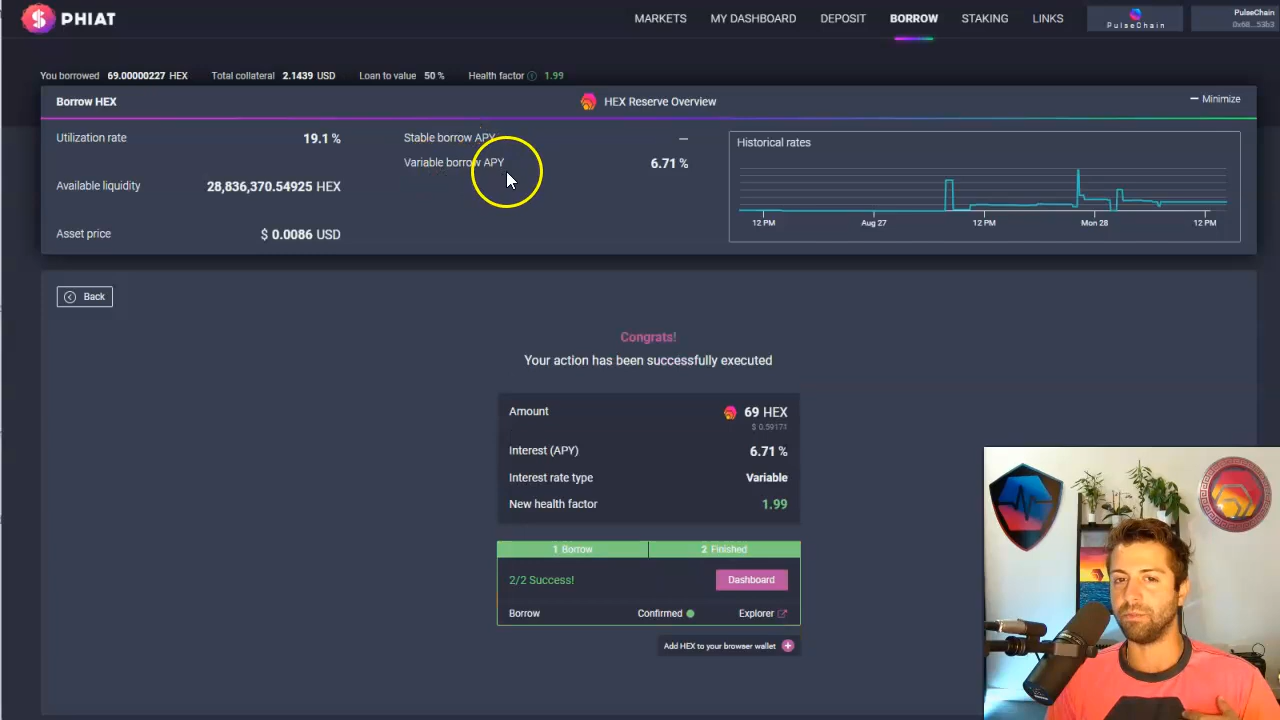 PHIAT
MARKETS MY DASHBOARD DEPOSIT BORROW STAKING LINKS PulseChain PulseChain
0x68...53b3
You borrowed 69.00000227 HEX Total collateral 2.1439 USD Loan to value 50 % Health factor 1.99
Borrow HEX HEX Reserve Overview Minimize
Utilization rate 19.1 % Stable borrow APY — Historical rates
Variable borrow APY 6.71 %
Available liquidity 28,836,370.54925 HEX
12 PM Aug 27 12 PM Mon 28 12 PM
Asset price $ 0.0086 USD
Back
Congrats!
Your action has been successfully executed
Amount 69 HEX
$ 0.59171
Interest (APY) 6.71 %
Interest rate type Variable
New health factor 1.99
1 Borrow 2 Finished
2/2 Success! Dashboard
Borrow Confirmed Explorer
Add HEX to your browser wallet